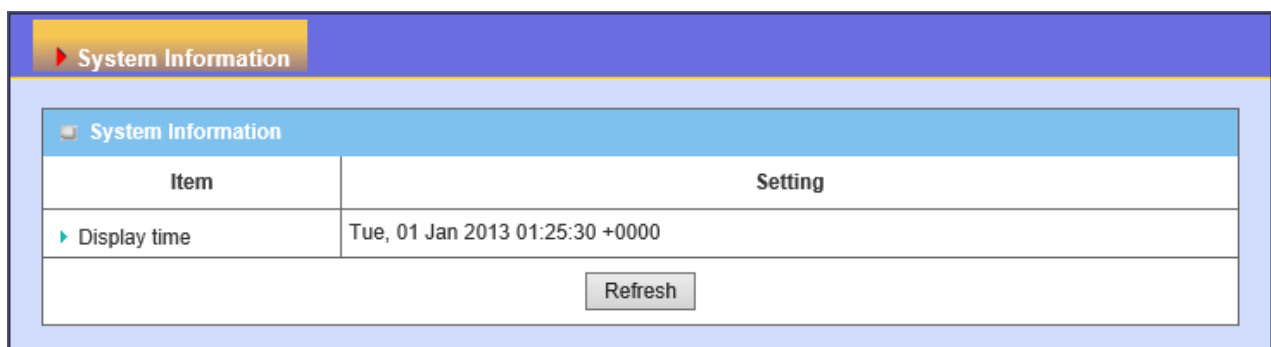 System Information
System Information
Item Setting
Display time Tue, 01 Jan 2013 01:25:30 +0000
Refresh